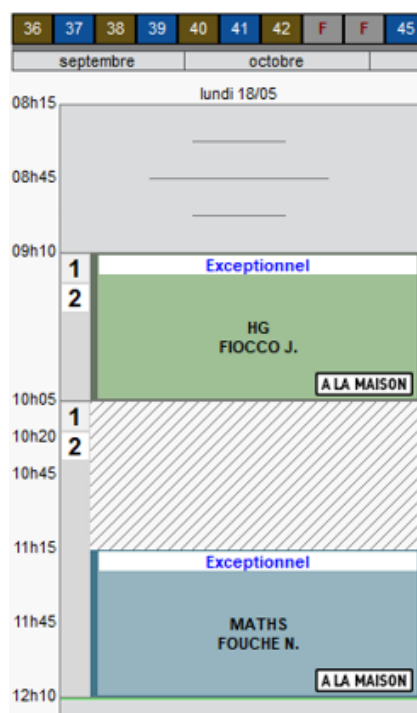 36 37 38 39 40 41 42 F F 45
septembre octobre
lundi 18/05
08h15
08h45
09h10
1 Exceptionnel
2
HG
FIOCCO J.
A LA MAISON
10h05
1
10h20
2
10h45
11h15
Exceptionnel
11h45
MATHS
FOUCHE N.
A LA MAISON
12h10